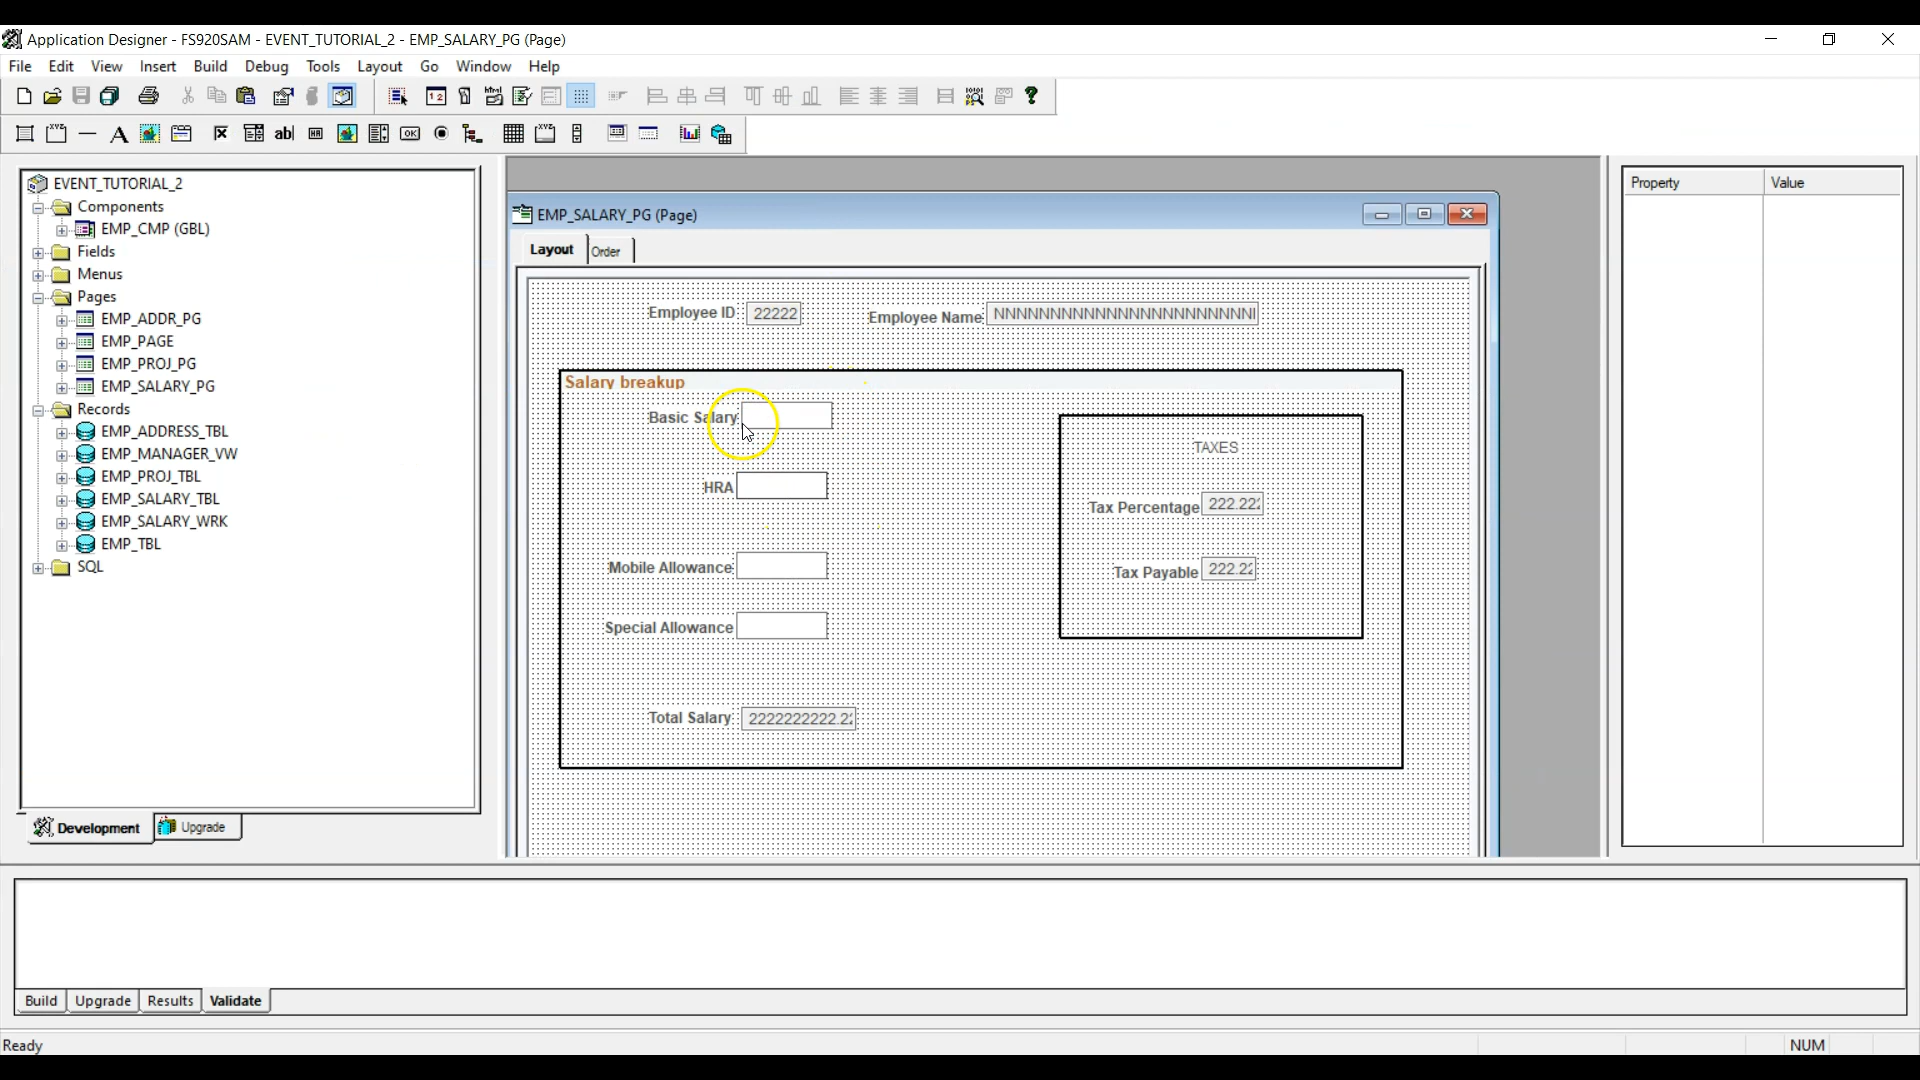 Application Designer - FS920SAM - EVENT_TUTORIAL_2 - EMP_SALARY_PG (Page)
File Edit View Insert Build Debug Tools Layout Go Window Help
EVENT_TUTORIAL_2
Components
EMP_CMP (GBL)
Fields
Menus
Pages
EMP_ADDR_PG
EMP_PAGE
EMP_PROJ_PG
EMP_SALARY_PG
Records
EMP_ADDRESS_TBL
EMP_MANAGER_VW
EMP_PROJ_TBL
EMP_SALARY_TBL
EMP_SALARY_WRK
EMP_TBL
SQL
Development Upgrade
EMP_SALARY_PG (Page)
Layout Order
Employee ID 22222 Employee Name NNNNNNNNNNNNNNNNNNNNNNNN
Salary breakup
Basic Salary
HRA
Mobile Allowance
Special Allowance
Total Salary 2222222222.22
TAXES
Tax Percentage 222.222
Tax Payable 222.22
Property Value
Build Upgrade Results Validate
Ready NUM